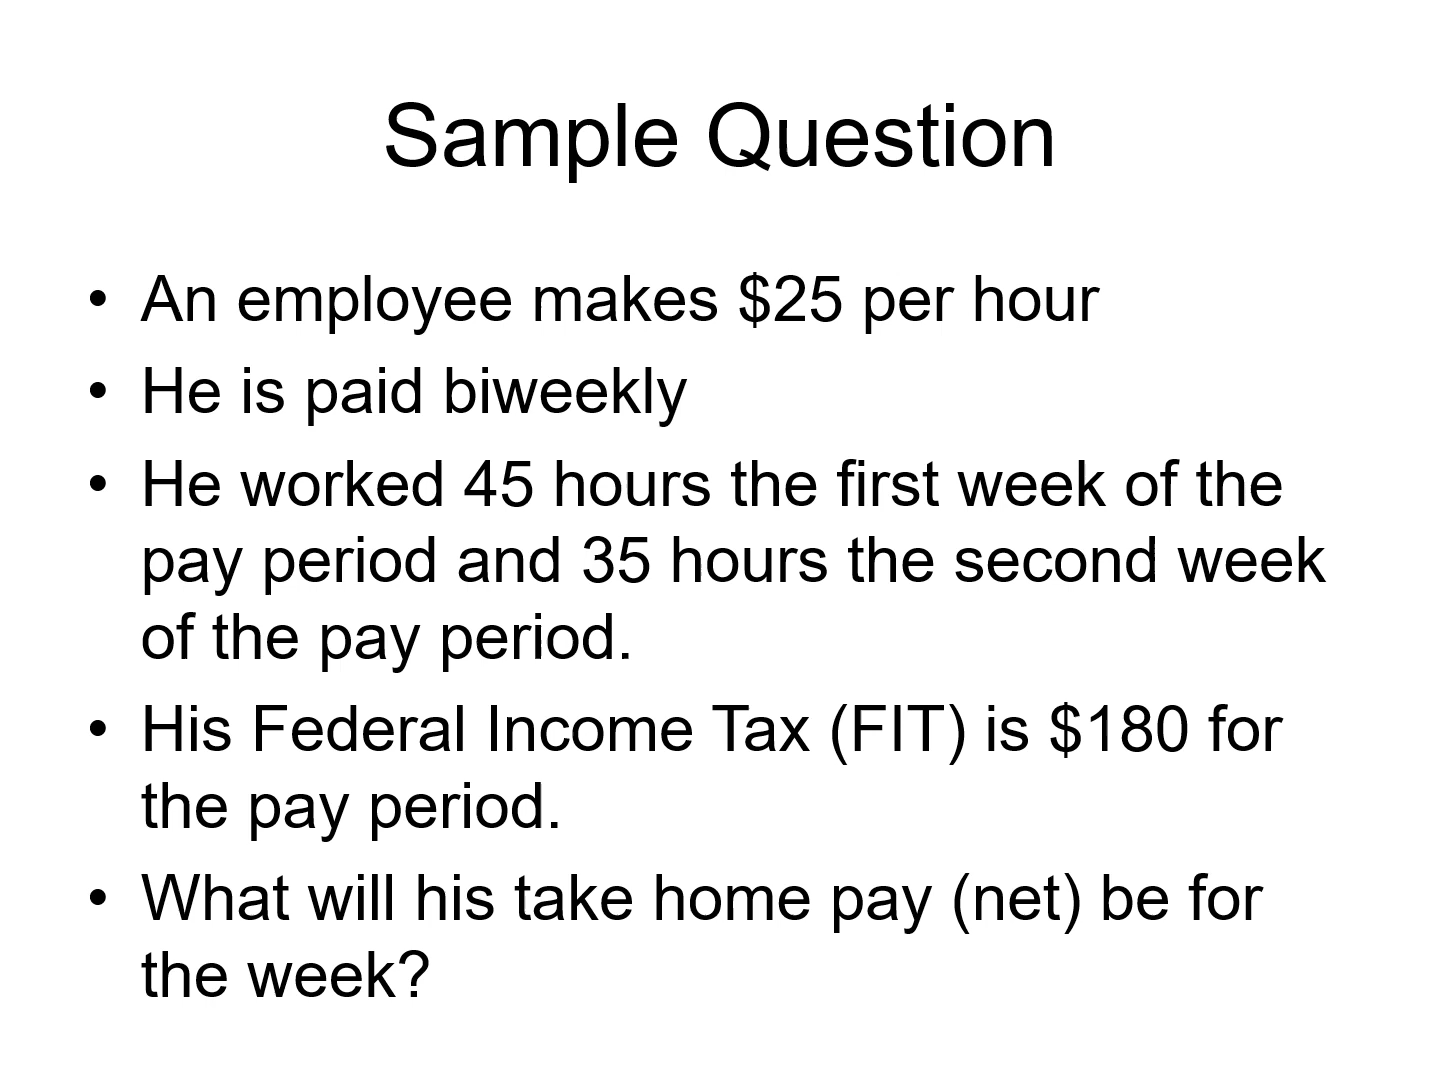 Sample Question
• An employee makes $25 per hour
• He is paid biweekly
• He worked 45 hours the first week of the
pay period and 35 hours the second week
of the pay period.
• His Federal Income Tax (FIT) is $180 for
the pay period.
• What will his take home pay (net) be for
the week?